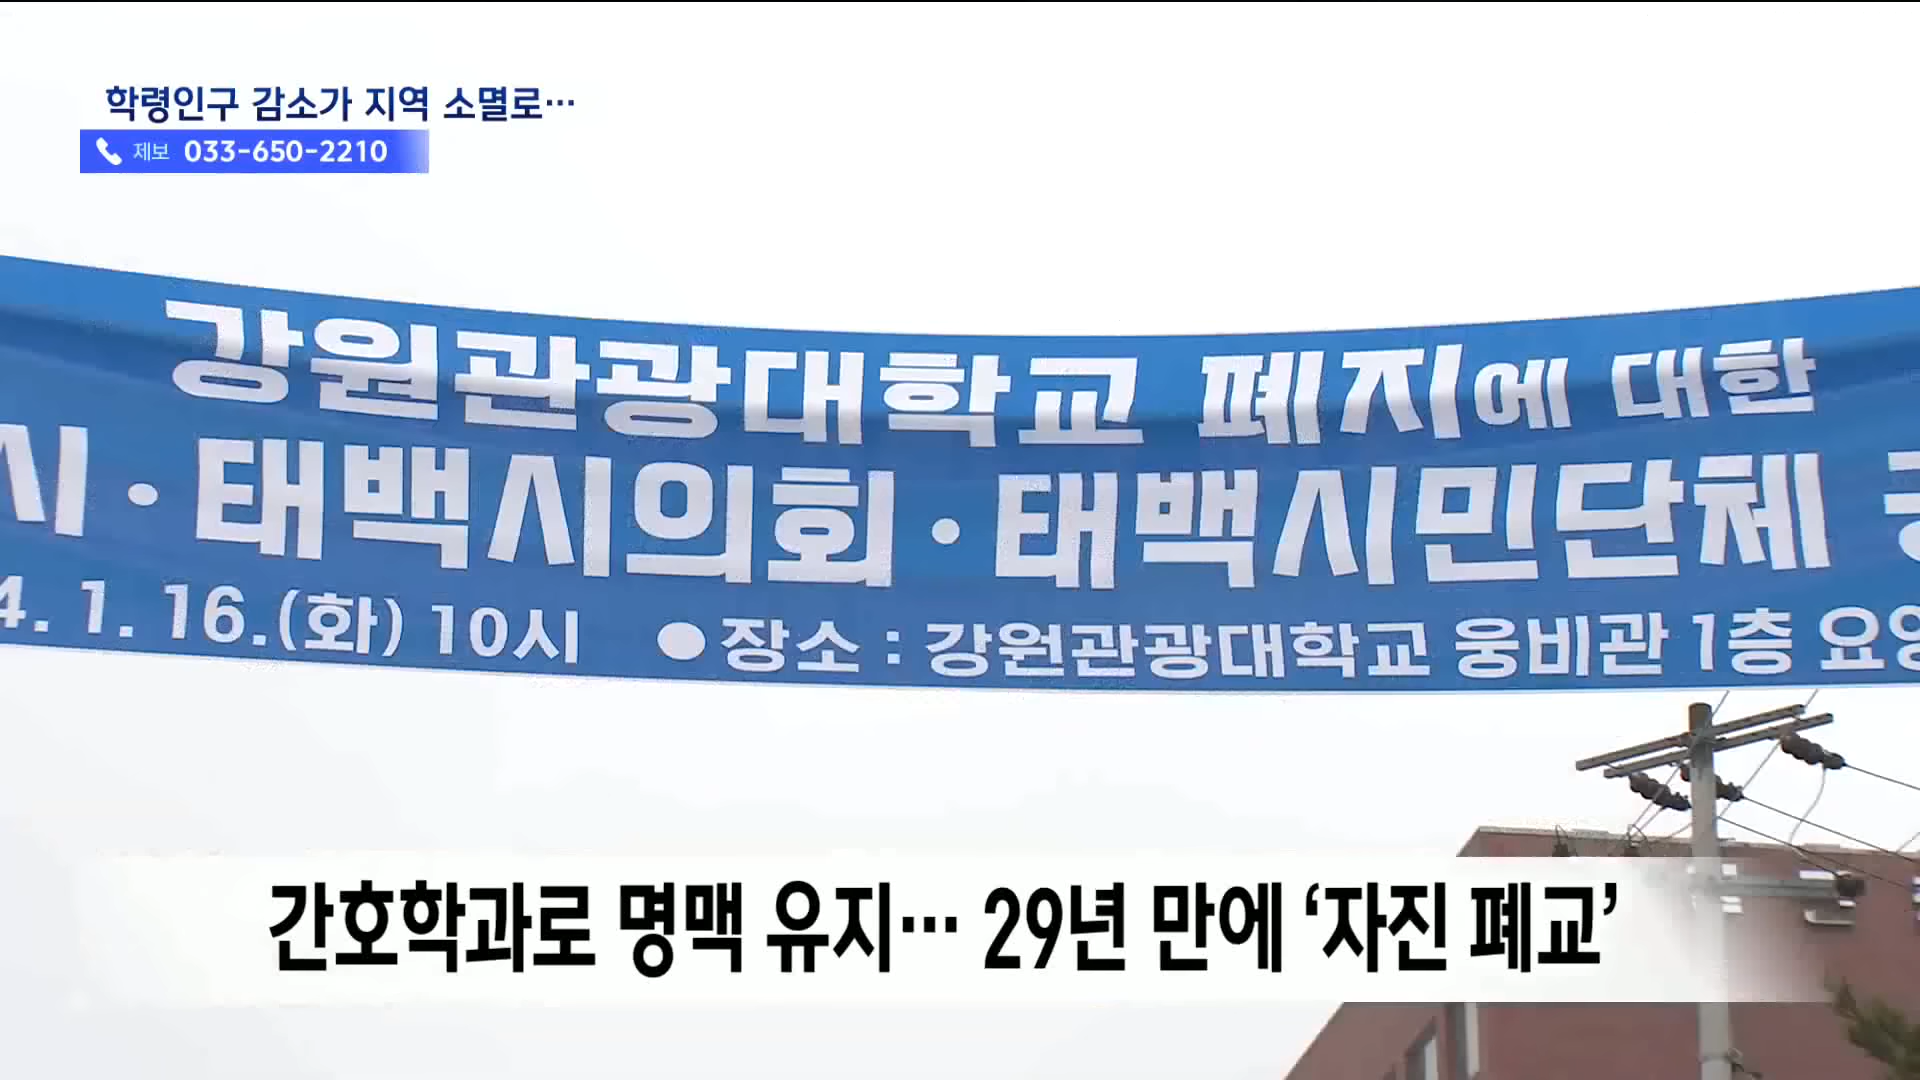 학령인구 감소가 지역 소멸로…
제보 033-650-2210
강원관광대학교 폐지에 대한
시·태백시의회·태백시민단체
4. 1. 16.(화) 10시 ●장소 : 강원관광대학교 웅비관 1층 요양
간호학과로 명맥 유지… 29년 만에 ‘자진 폐교’